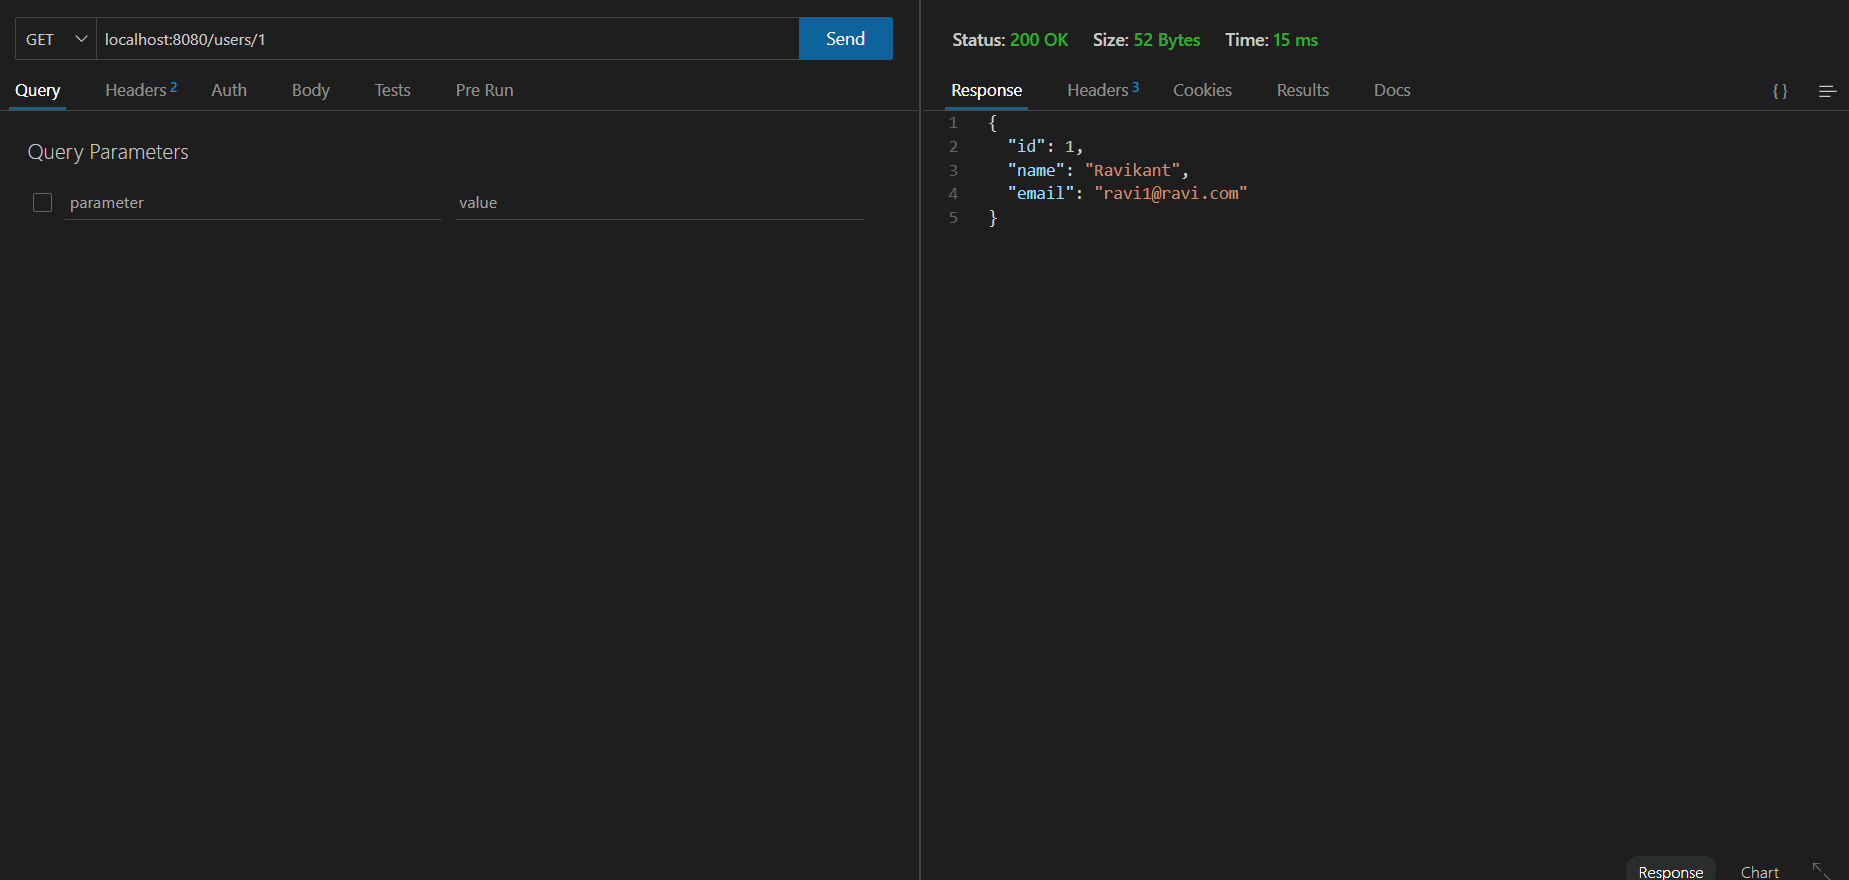 GET localhost:8080/users/1 Send
Query Headers 2 Auth Body Tests Pre Run
Query Parameters
parameter value
Status: 200 OK Size: 52 Bytes Time: 15 ms
Response Headers 3 Cookies Results Docs {}
1 {
2 "id": 1,
3 "name": "Ravikant",
4 "email": "ravi1@ravi.com"
5 }
Response Chart